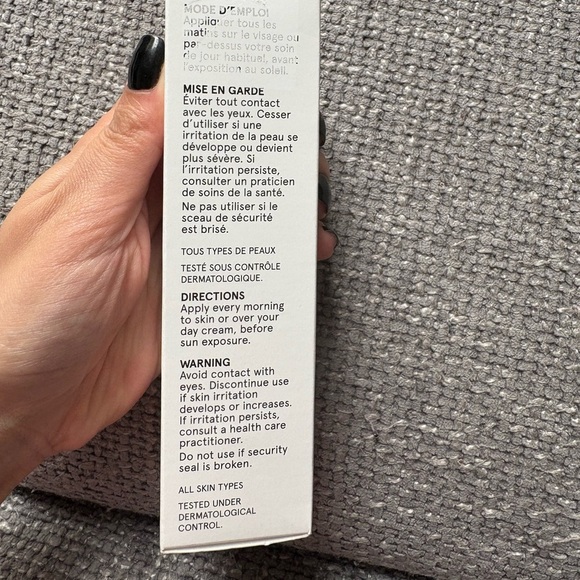 MODE D'EMPLOI
Appliquer tous les
matins sur le visage ou
par-dessus votre soin
de jour habituel, avant
l'exposition au soleil.
MISE EN GARDE
Éviter tout contact
avec les yeux. Cesser
d'utiliser si une
irritation de la peau se
développe ou devient
plus sévère. Si
l'irritation persiste,
consulter un praticien
de soins de la santé.
Ne pas utiliser si le
sceau de sécurité
est brisé.
TOUS TYPES DE PEAUX
TESTÉ SOUS CONTRÔLE
DERMATOLOGIQUE.
DIRECTIONS
Apply every morning
to skin or over your
day cream, before
sun exposure.
WARNING
Avoid contact with
eyes. Discontinue use
if skin irritation
develops or increases.
If irritation persists,
consult a health care
practitioner.
Do not use if security
seal is broken.
ALL SKIN TYPES
TESTED UNDER
DERMATOLOGICAL
CONTROL.